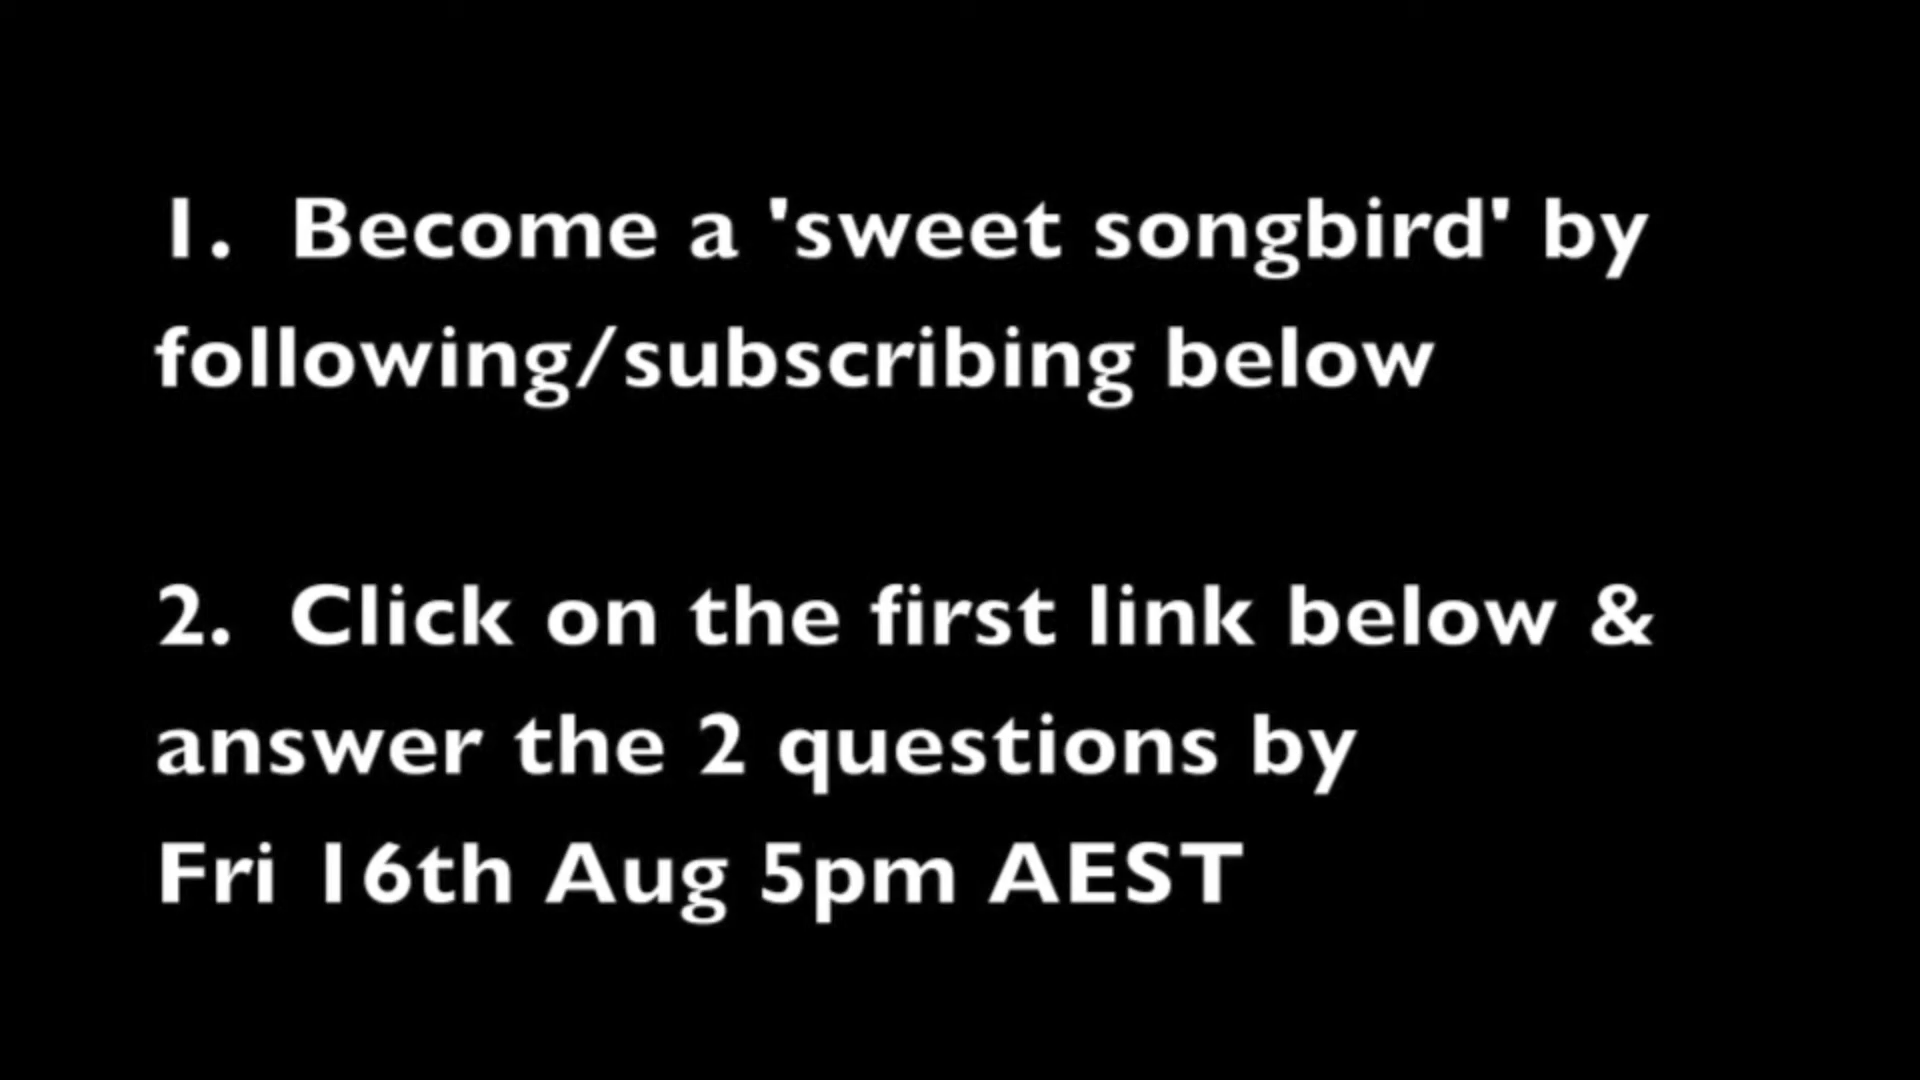 1. Become a 'sweet songbird' by
following/subscribing below
2. Click on the first link below &
answer the 2 questions by
Fri 16th Aug 5pm AEST